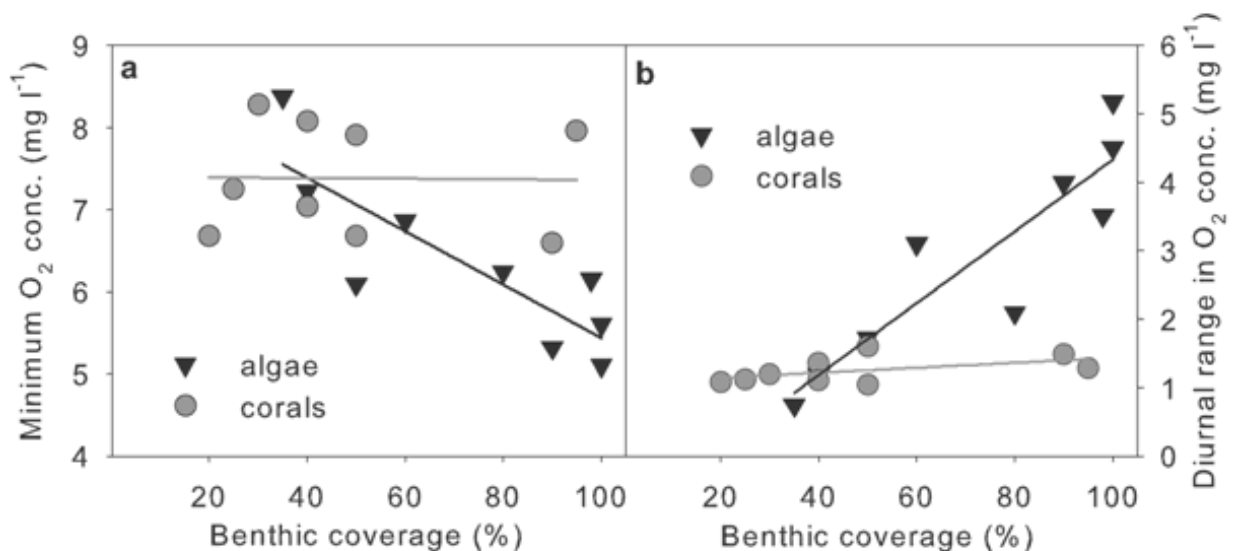 a
b
Minimum O₂ conc. (mg l⁻¹)
9
8
7
6
5
4
algae
corals
20 40 60 80 100
Benthic coverage (%)
algae
corals
20 40 60 80 100
Benthic coverage (%)
6
5
4
3
2
1
0
Diurnal range in O₂ conc. (mg l⁻¹)